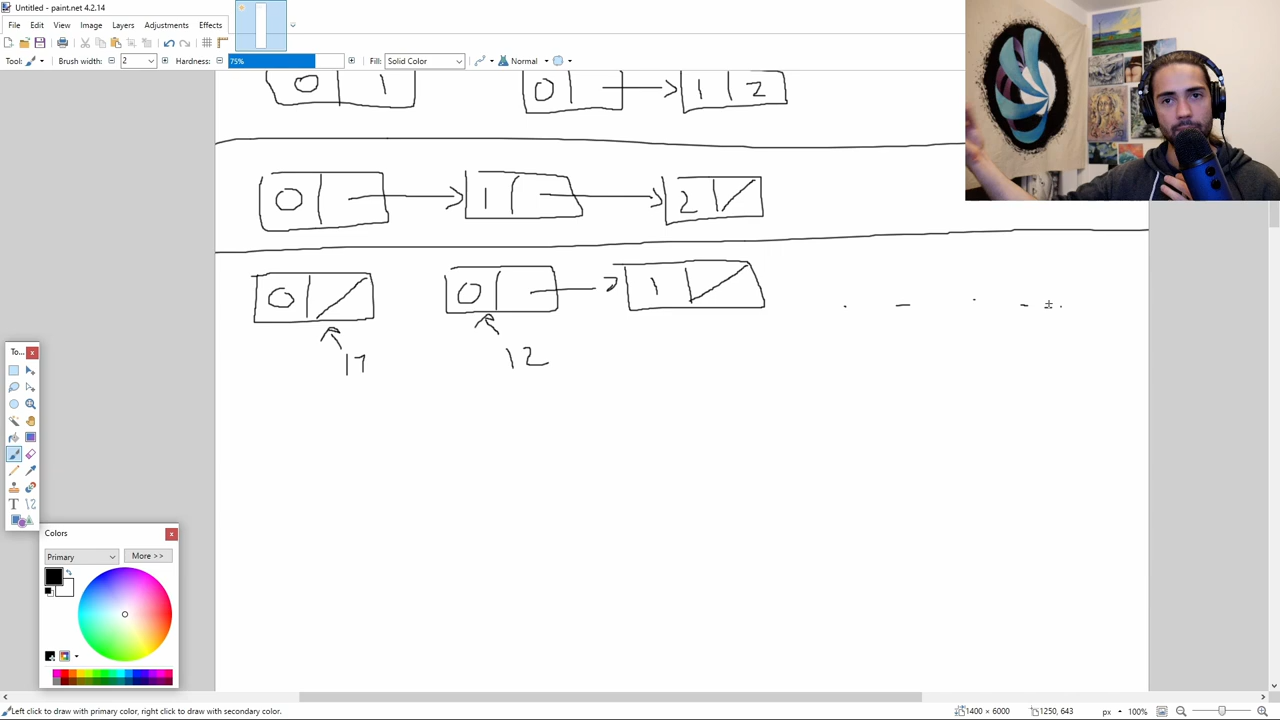 Untitled - paint.net 4.2.14
File Edit View Image Layers Adjustments Effects
Tool: Brush width: 2 Hardness: 75% Fill: Solid Color Normal
0 1 0 1 2
0 1 2
0 0 1
17 12
To... x
Colors x
Primary More >>
Left click to draw with primary color, right click to draw with secondary color. 1400 × 6000 1250, 643 px 100%